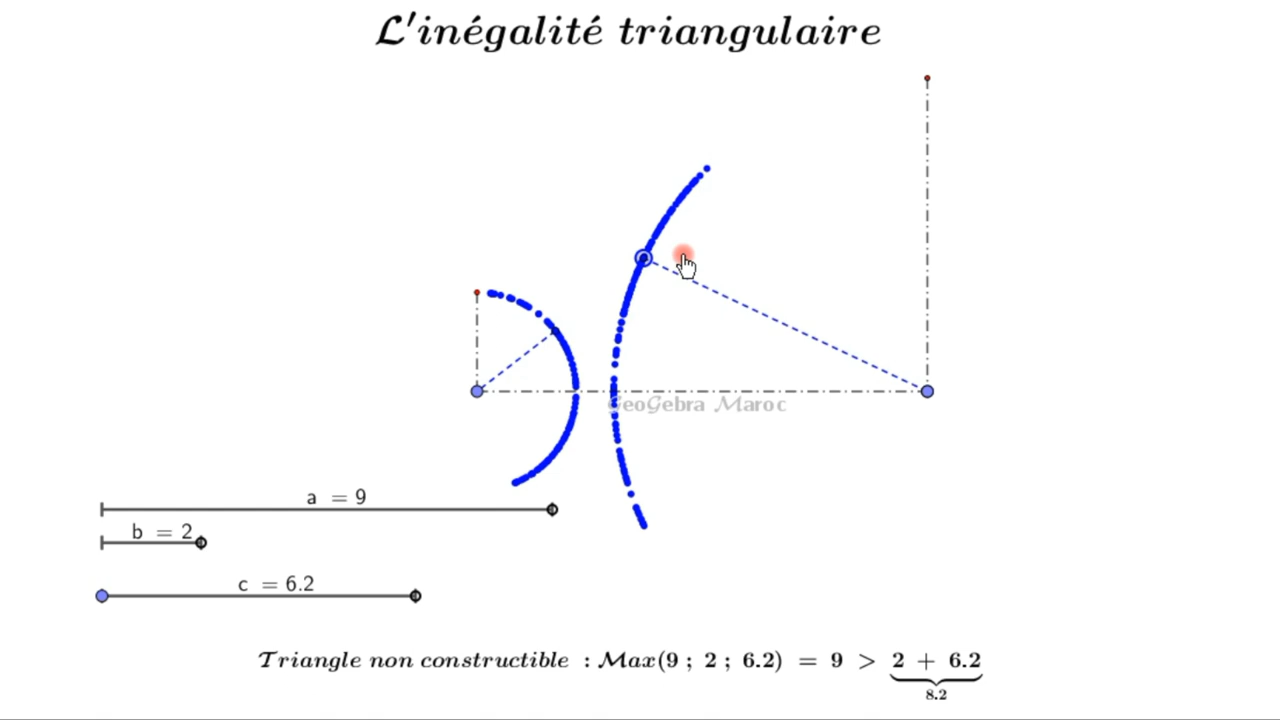 L'inégalité triangulaire
GeoGebra Maroc
a = 9
b = 2
c = 6.2
Triangle non constructible : Max(9 ; 2 ; 6.2) = 9 > 2 + 6.2
8.2